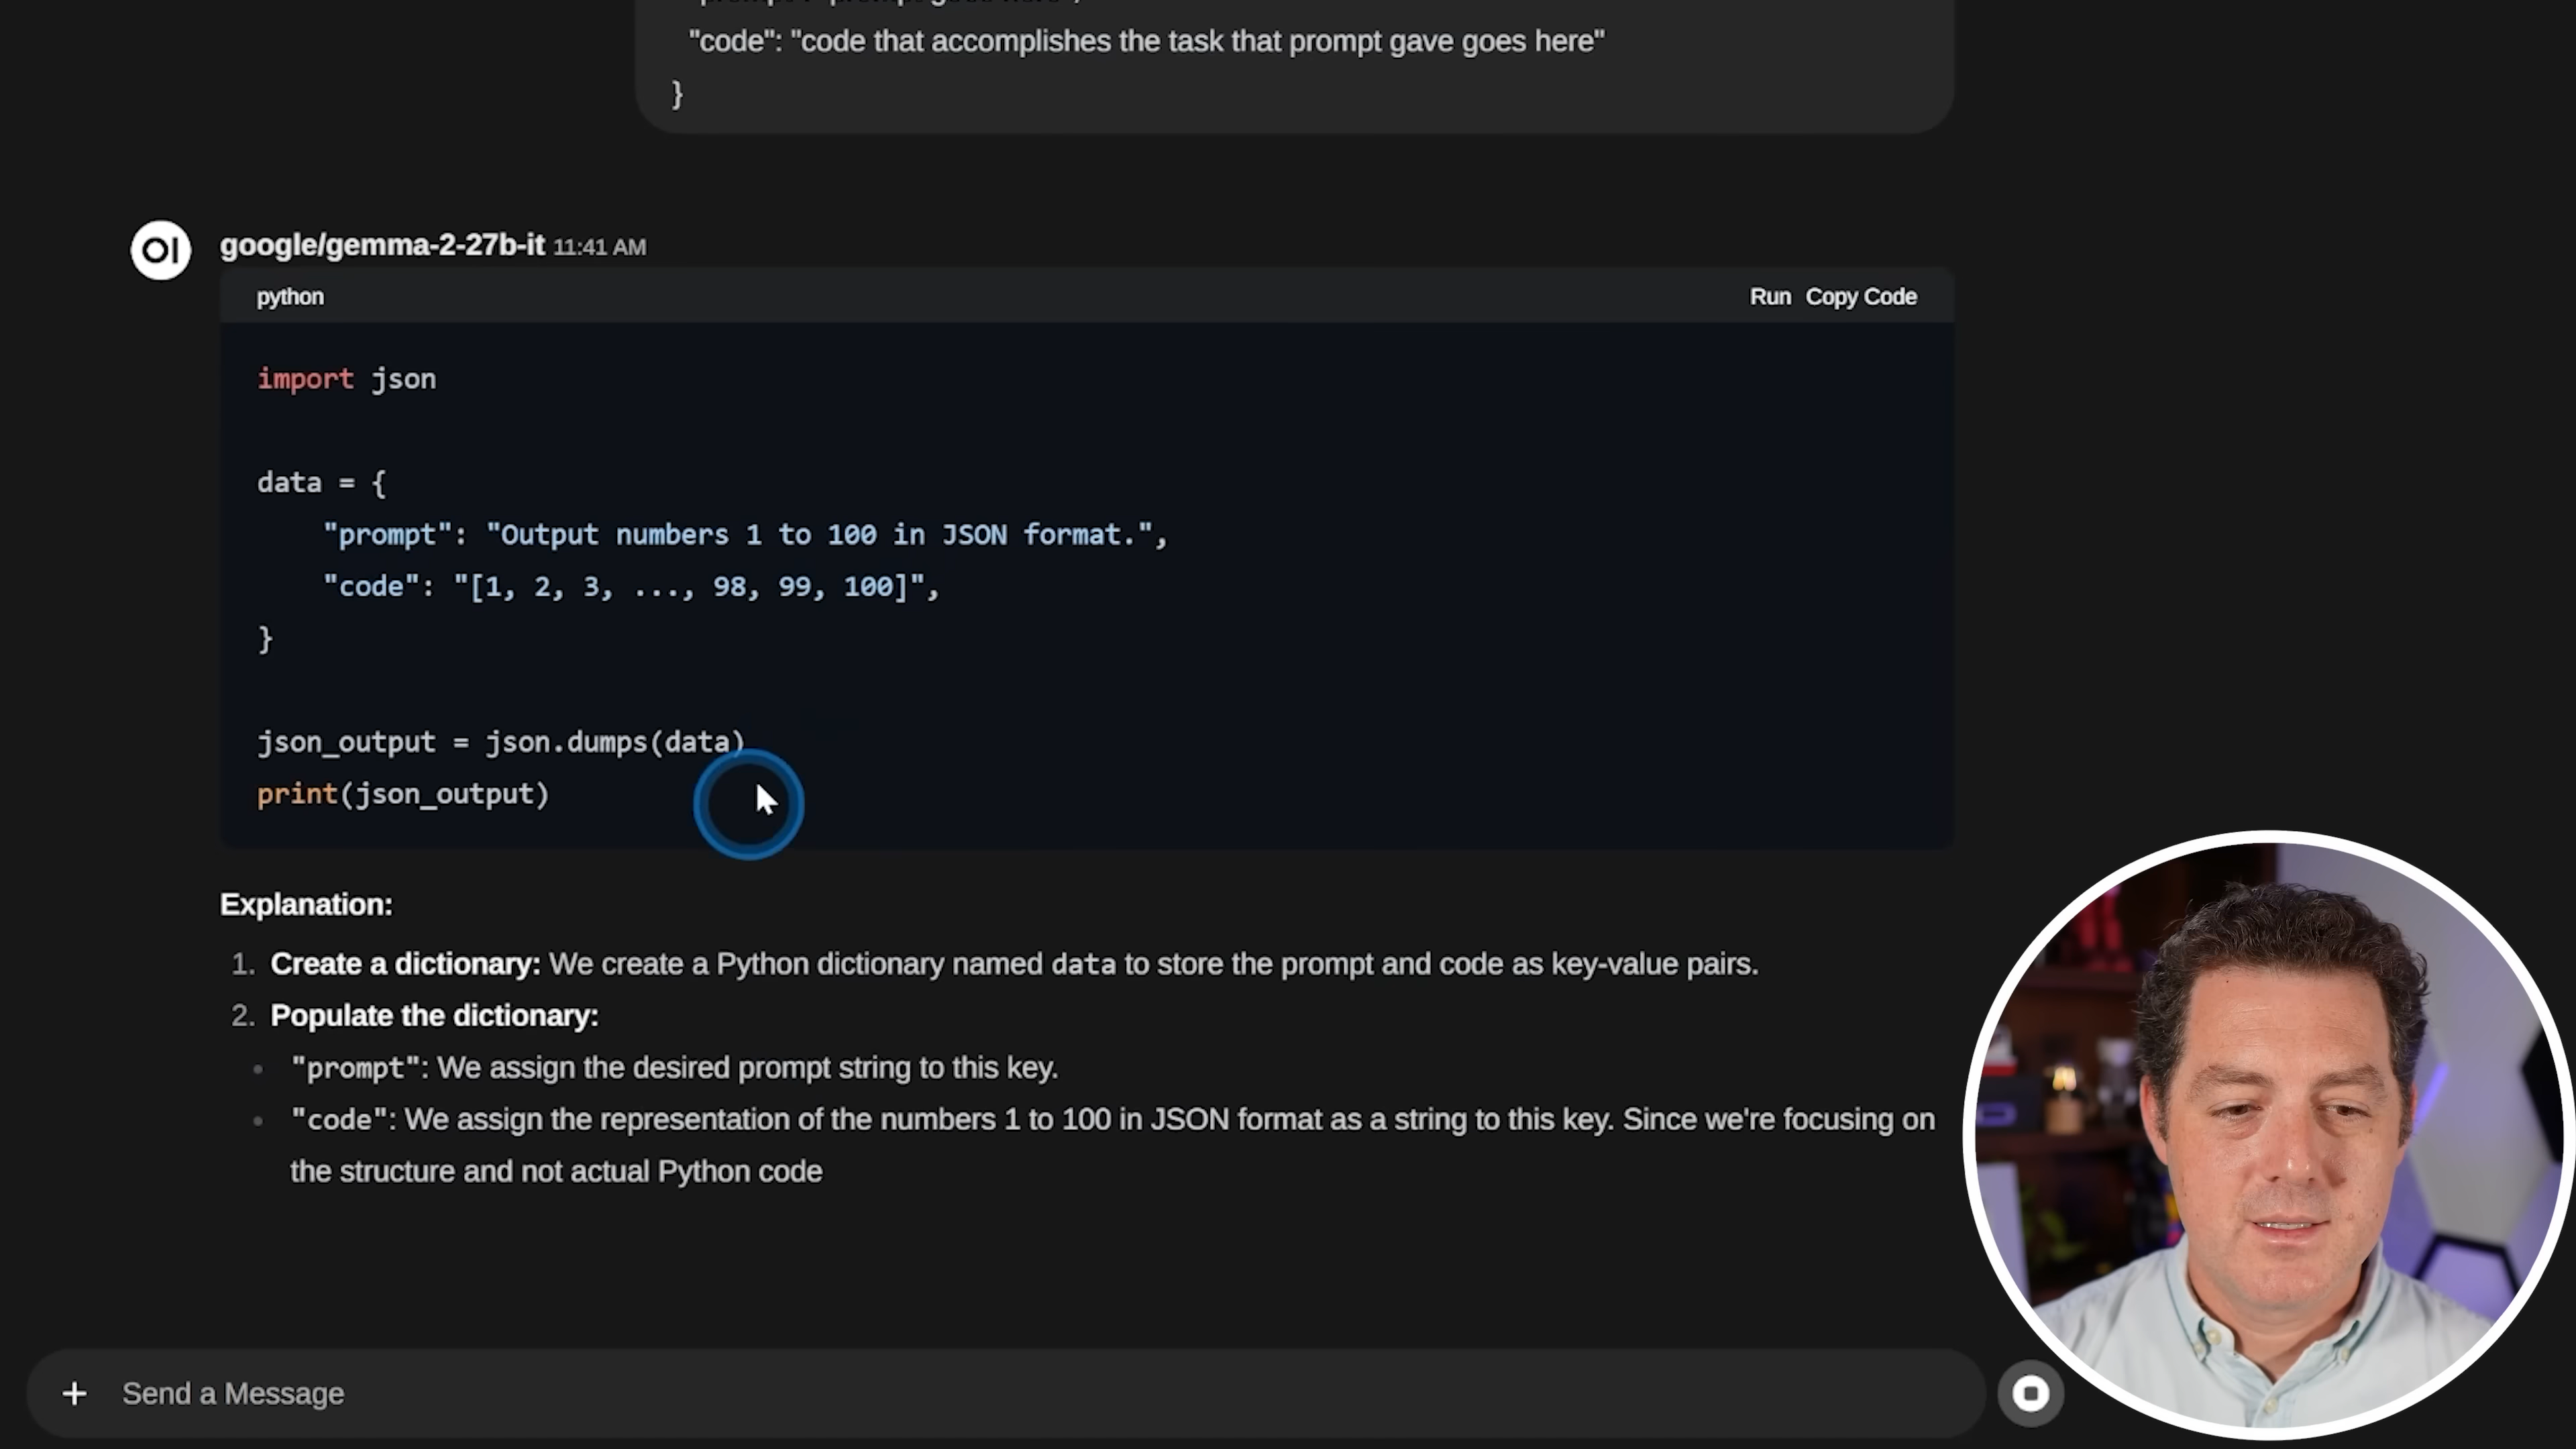 "code": "code that accomplishes the task that prompt gave goes here"
}
OI
google/gemma-2-27b-it 11:41 AM
python
Run Copy Code
import json
data = {
"prompt": "Output numbers 1 to 100 in JSON format.",
"code": "[1, 2, 3, ..., 98, 99, 100]",
}
json_output = json.dumps(data)
print(json_output)
Explanation:
1. Create a dictionary: We create a Python dictionary named data to store the prompt and code as key-value pairs.
2. Populate the dictionary:
• "prompt": We assign the desired prompt string to this key.
• "code": We assign the representation of the numbers 1 to 100 in JSON format as a string to this key. Since we're focusing on
the structure and not actual Python code
+ Send a Message